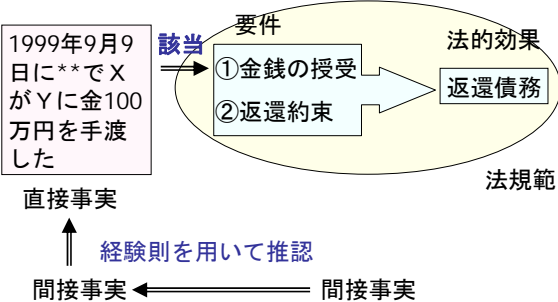 要件
1999年9月9
日に**でX
がYに金100
万円を手渡
した
該当
①金銭の授受
②返還約束
法的効果
返還債務
法規範
直接事実
経験則を用いて推認
間接事実
間接事実